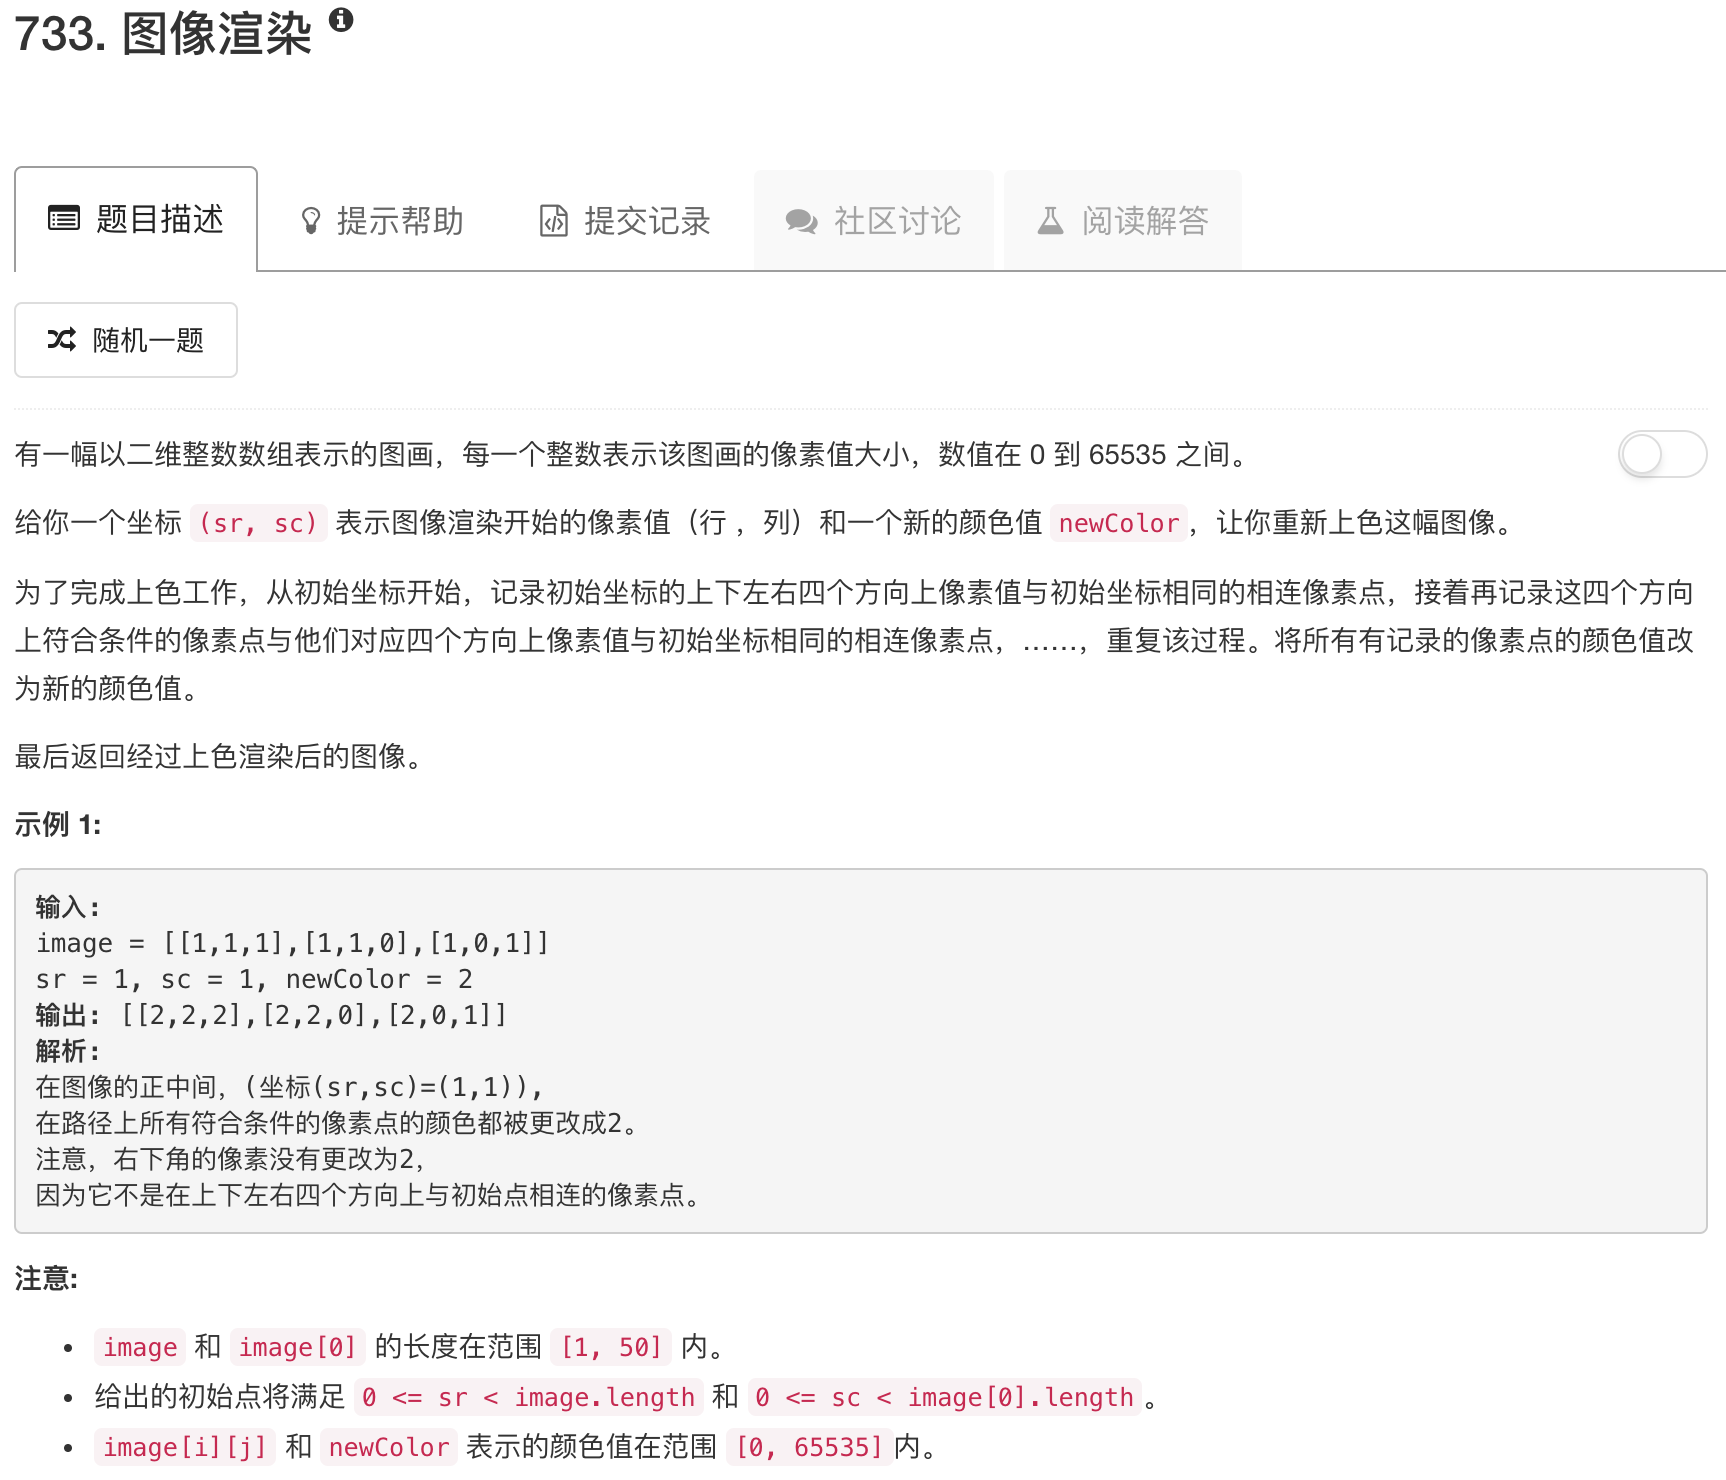 733. 图像渲染
题目描述 提示帮助 提交记录 社区讨论 阅读解答
随机一题
有一幅以二维整数数组表示的图画，每一个整数表示该图画的像素值大小，数值在 0 到 65535 之间。
给你一个坐标 (sr, sc) 表示图像渲染开始的像素值（行 ，列）和一个新的颜色值 newColor，让你重新上色这幅图像。
为了完成上色工作，从初始坐标开始，记录初始坐标的上下左右四个方向上像素值与初始坐标相同的相连像素点，接着再记录这四个方向
上符合条件的像素点与他们对应四个方向上像素值与初始坐标相同的相连像素点，……，重复该过程。将所有有记录的像素点的颜色值改
为新的颜色值。
最后返回经过上色渲染后的图像。
示例 1:
输入:
image = [[1,1,1],[1,1,0],[1,0,1]]
sr = 1, sc = 1, newColor = 2
输出: [[2,2,2],[2,2,0],[2,0,1]]
解析:
在图像的正中间，(坐标(sr,sc)=(1,1)),
在路径上所有符合条件的像素点的颜色都被更改成2。
注意，右下角的像素没有更改为2，
因为它不是在上下左右四个方向上与初始点相连的像素点。
注意:
• image 和 image[0] 的长度在范围 [1, 50] 内。
• 给出的初始点将满足 0 <= sr < image.length 和 0 <= sc < image[0].length。
• image[i][j] 和 newColor 表示的颜色值在范围 [0, 65535]内。